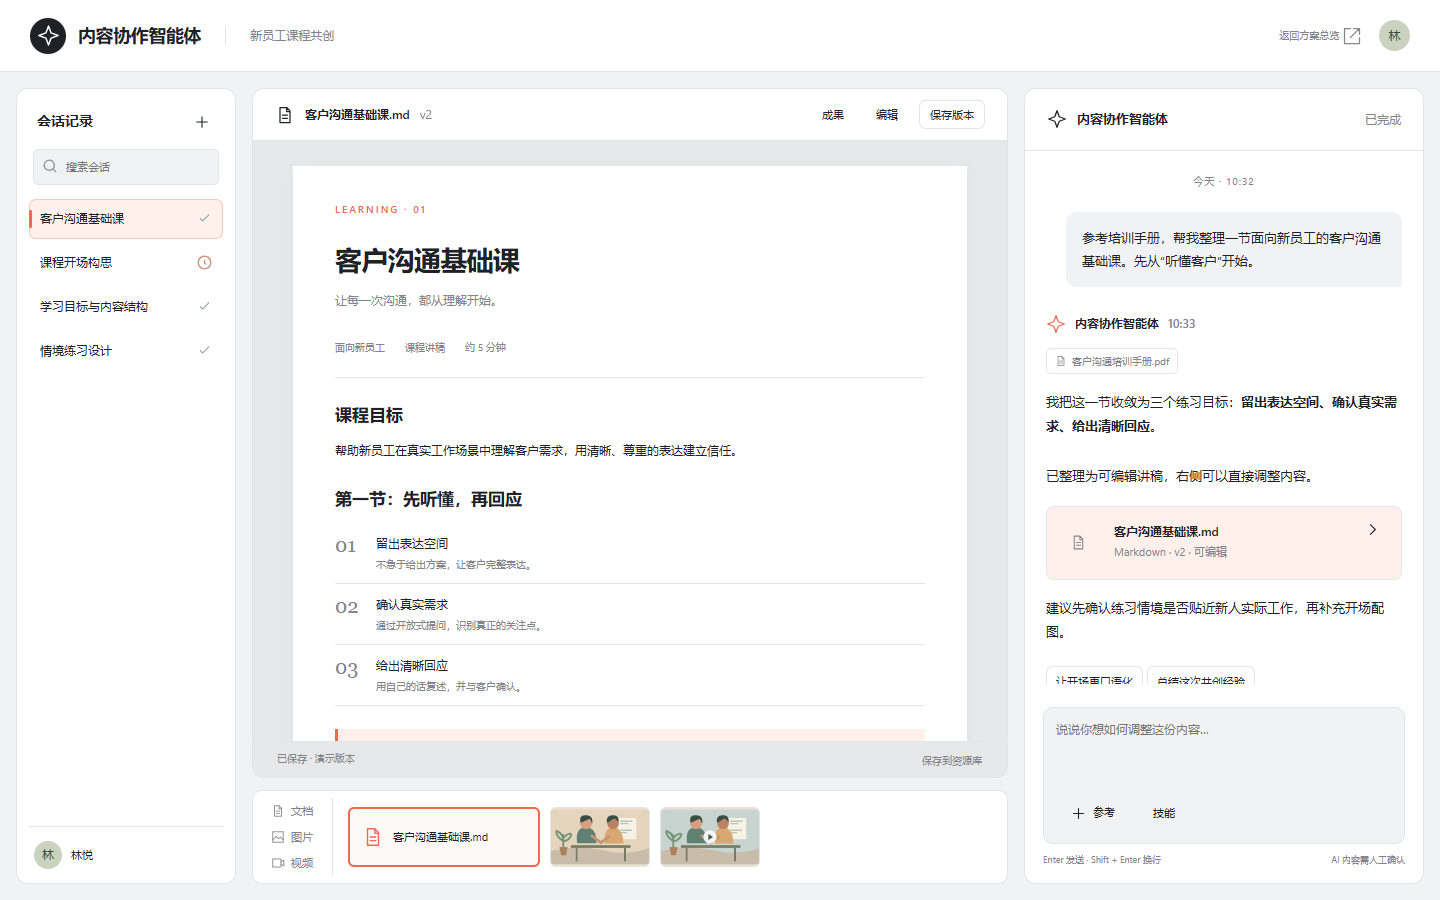 内容协作智能体
新员工课程共创
返回方案总览
林
会话记录
搜索会话
客户沟通基础课
课程开场构思
学习目标与内容结构
情境练习设计
林
林悦
客户沟通基础课.md v2
成果
编辑
保存版本
LEARNING · 01
客户沟通基础课
让每一次沟通，都从理解开始。
面向新员工 课程讲稿 约 5 分钟
课程目标
帮助新员工在真实工作场景中理解客户需求，用清晰、尊重的表达建立信任。
第一节：先听懂，再回应
01 留出表达空间
不急于给出方案，让客户完整表达。
02 确认真实需求
通过开放式提问，识别真正的关注点。
03 给出清晰回应
用自己的话复述，并与客户确认。
已保存 · 演示版本
保存到资源库
文档
图片
视频
客户沟通基础课.md
内容协作智能体
已完成
今天 · 10:32
参考培训手册，帮我整理一节面向新员工的客户沟通
基础课。先从“听懂客户”开始。
内容协作智能体 10:33
客户沟通培训手册.pdf
我把这一节收敛为三个练习目标：留出表达空间、确认真实需
求、给出清晰回应。
已整理为可编辑讲稿，右侧可以直接调整内容。
客户沟通基础课.md
Markdown · v2 · 可编辑
建议先确认练习情境是否贴近新人实际工作，再补充开场配
图。
让开场更口语化
总结这次共创经验
说说你想如何调整这份内容...
参考
技能
Enter 发送 · Shift + Enter 换行
AI 内容需人工确认